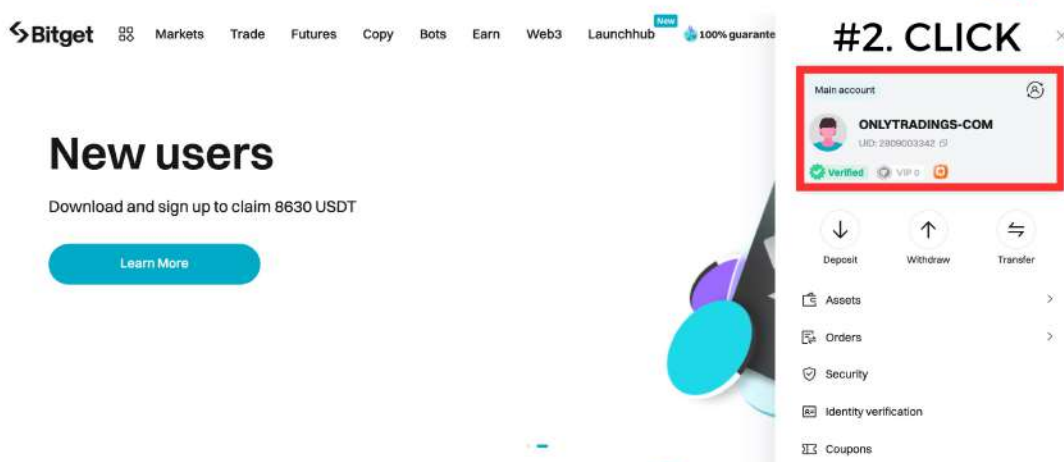 Bitget Markets Trade Futures Copy Bots Earn Web3 Launchhub New 100% guarante
New users
Download and sign up to claim 8630 USDT
Learn More
#2. CLICK
Main account
ONLYTRADINGS-COM
UID: 2809003342
Verified VIP 0
Deposit Withdraw Transfer
Assets
Orders
Security
Identity verification
Coupons